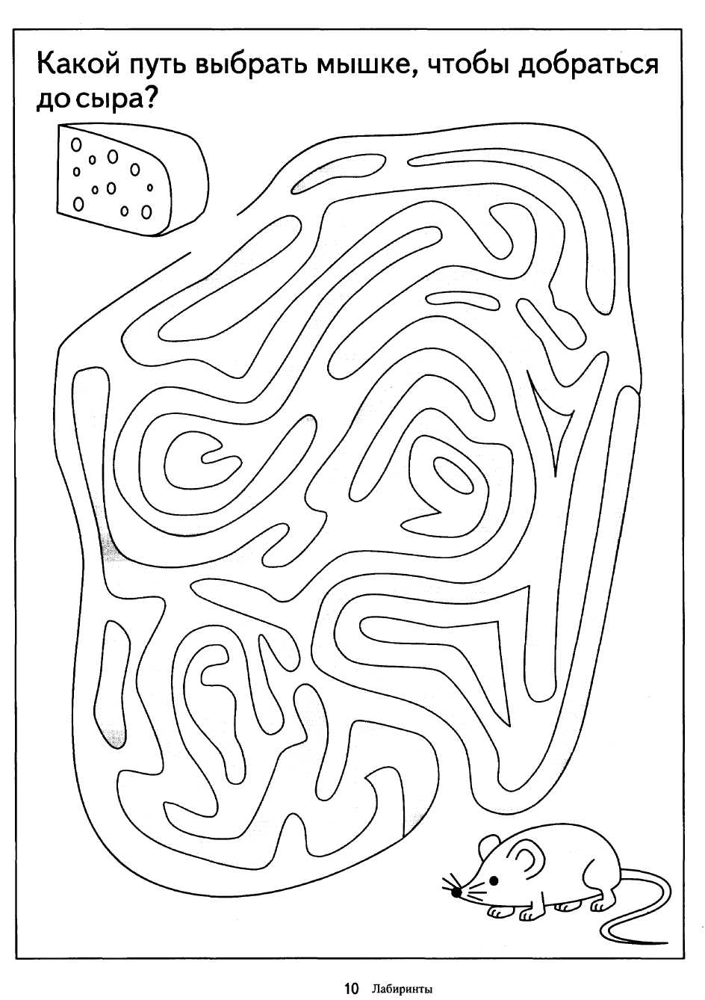 Какой путь выбрать мышке, чтобы добраться
до сыра?
10 Лабиринты